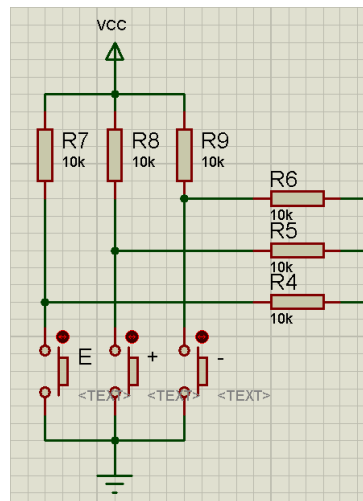 VCC
R7
10k
R8
10k
R9
10k
R6
10k
R5
10k
R4
10k
E
+
-
<TEXT>
<TEXT>
<TEXT>